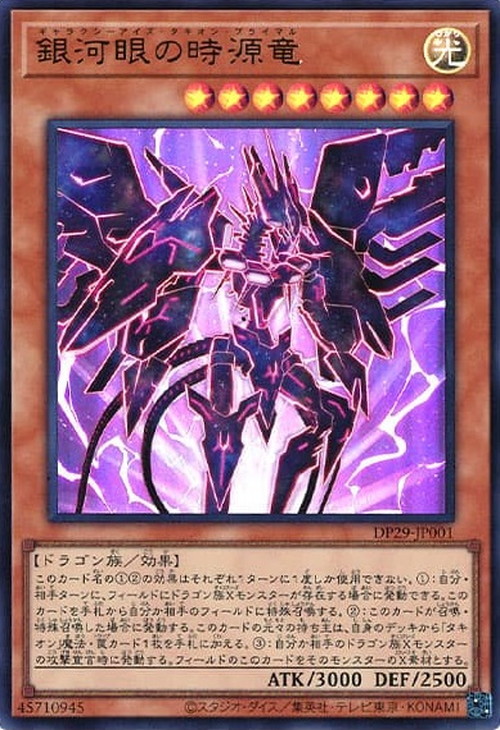 ギャラクシーアイズ・タキオン・プライマル
銀河眼の時源竜
光
DP29-JP001
【ドラゴン族／効果】
このカード名の①②の効果はそれぞれ1ターンに1度しか使用できない。①：自分・
相手ターンに、フィールドにドラゴン族Xモンスターが存在する場合に発動できる。この
カードを手札から自分か相手のフィールドに特殊召喚する。②：このカードが召喚・
特殊召喚した場合に発動する。このカードの元々の持ち主は、自身のデッキから「タキ
オン」魔法・罠カード1枚を手札に加える。③：自分か相手のドラゴン族Xモンスター
の攻撃宣言時に発動する。フィールドのこのカードをそのモンスターのX素材とする。
ATK/3000 DEF/2500
45710945 ©スタジオ・ダイス／集英社・テレビ東京・KONAMI